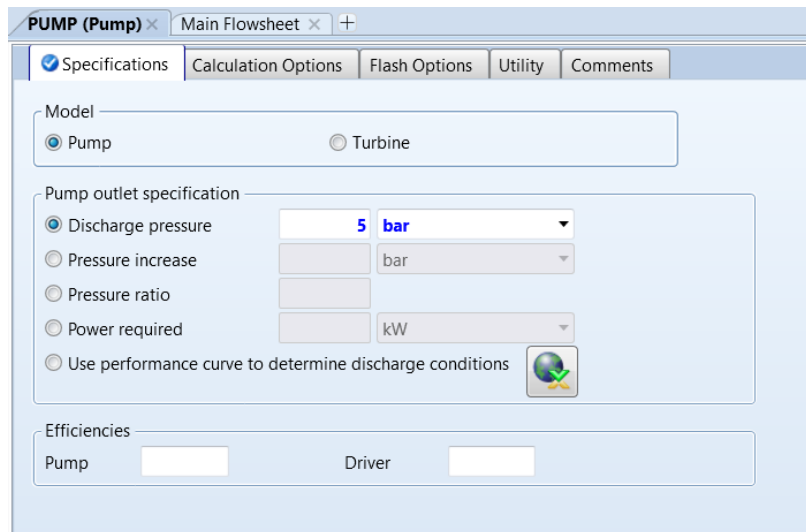 PUMP (Pump) × Main Flowsheet × +
Specifications Calculation Options Flash Options Utility Comments
Model
Pump Turbine
Pump outlet specification
Discharge pressure 5 bar
Pressure increase bar
Pressure ratio
Power required kW
Use performance curve to determine discharge conditions
Efficiencies
Pump Driver